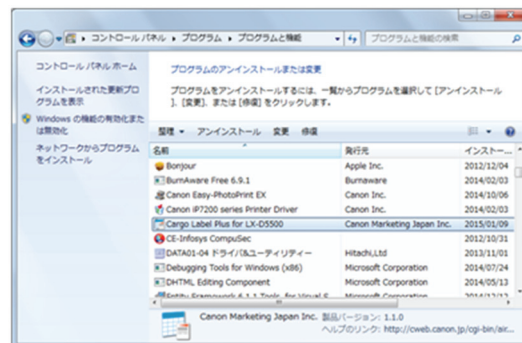 コントロール パネル ▸ プログラム ▸ プログラムと機能
プログラムと機能の検索
コントロール パネル ホーム
インストールされた更新プロ
グラムを表示
Windows の機能の有効化また
は無効化
ネットワークからプログラム
をインストール
プログラムのアンインストールまたは変更
プログラムをアンインストールするには、一覧からプログラムを選択して [アンインストール
]、[変更]、または [修復] をクリックします。
整理 ▾ アンインストール 変更 修復
名前 発行元 インストー...
Bonjour Apple Inc. 2012/12/04
BurnAware Free 6.9.1 Burnaware 2014/02/03
Canon Easy-PhotoPrint EX Canon Inc. 2014/10/06
Canon iP7200 series Printer Driver Canon Inc. 2014/02/03
Cargo Label Plus for LX-D5500 Canon Marketing Japan Inc. 2015/01/09
CE-Infosys CompuSec 2012/10/31
DATA01-04 ドライバ&ユーティリティー Hitachi,Ltd 2013/11/01
Debugging Tools for Windows (x86) Microsoft Corporation 2014/07/24
DHTML Editing Component Microsoft Corporation 2014/05/13
Entity Framework 6.1.1 Tools for Visual S Microsoft Corporation 2014/12/12
Canon Marketing Japan Inc. 製品バージョン: 1.1.0
ヘルプのリンク: http://cweb.canon.jp/cgi-bin/air...